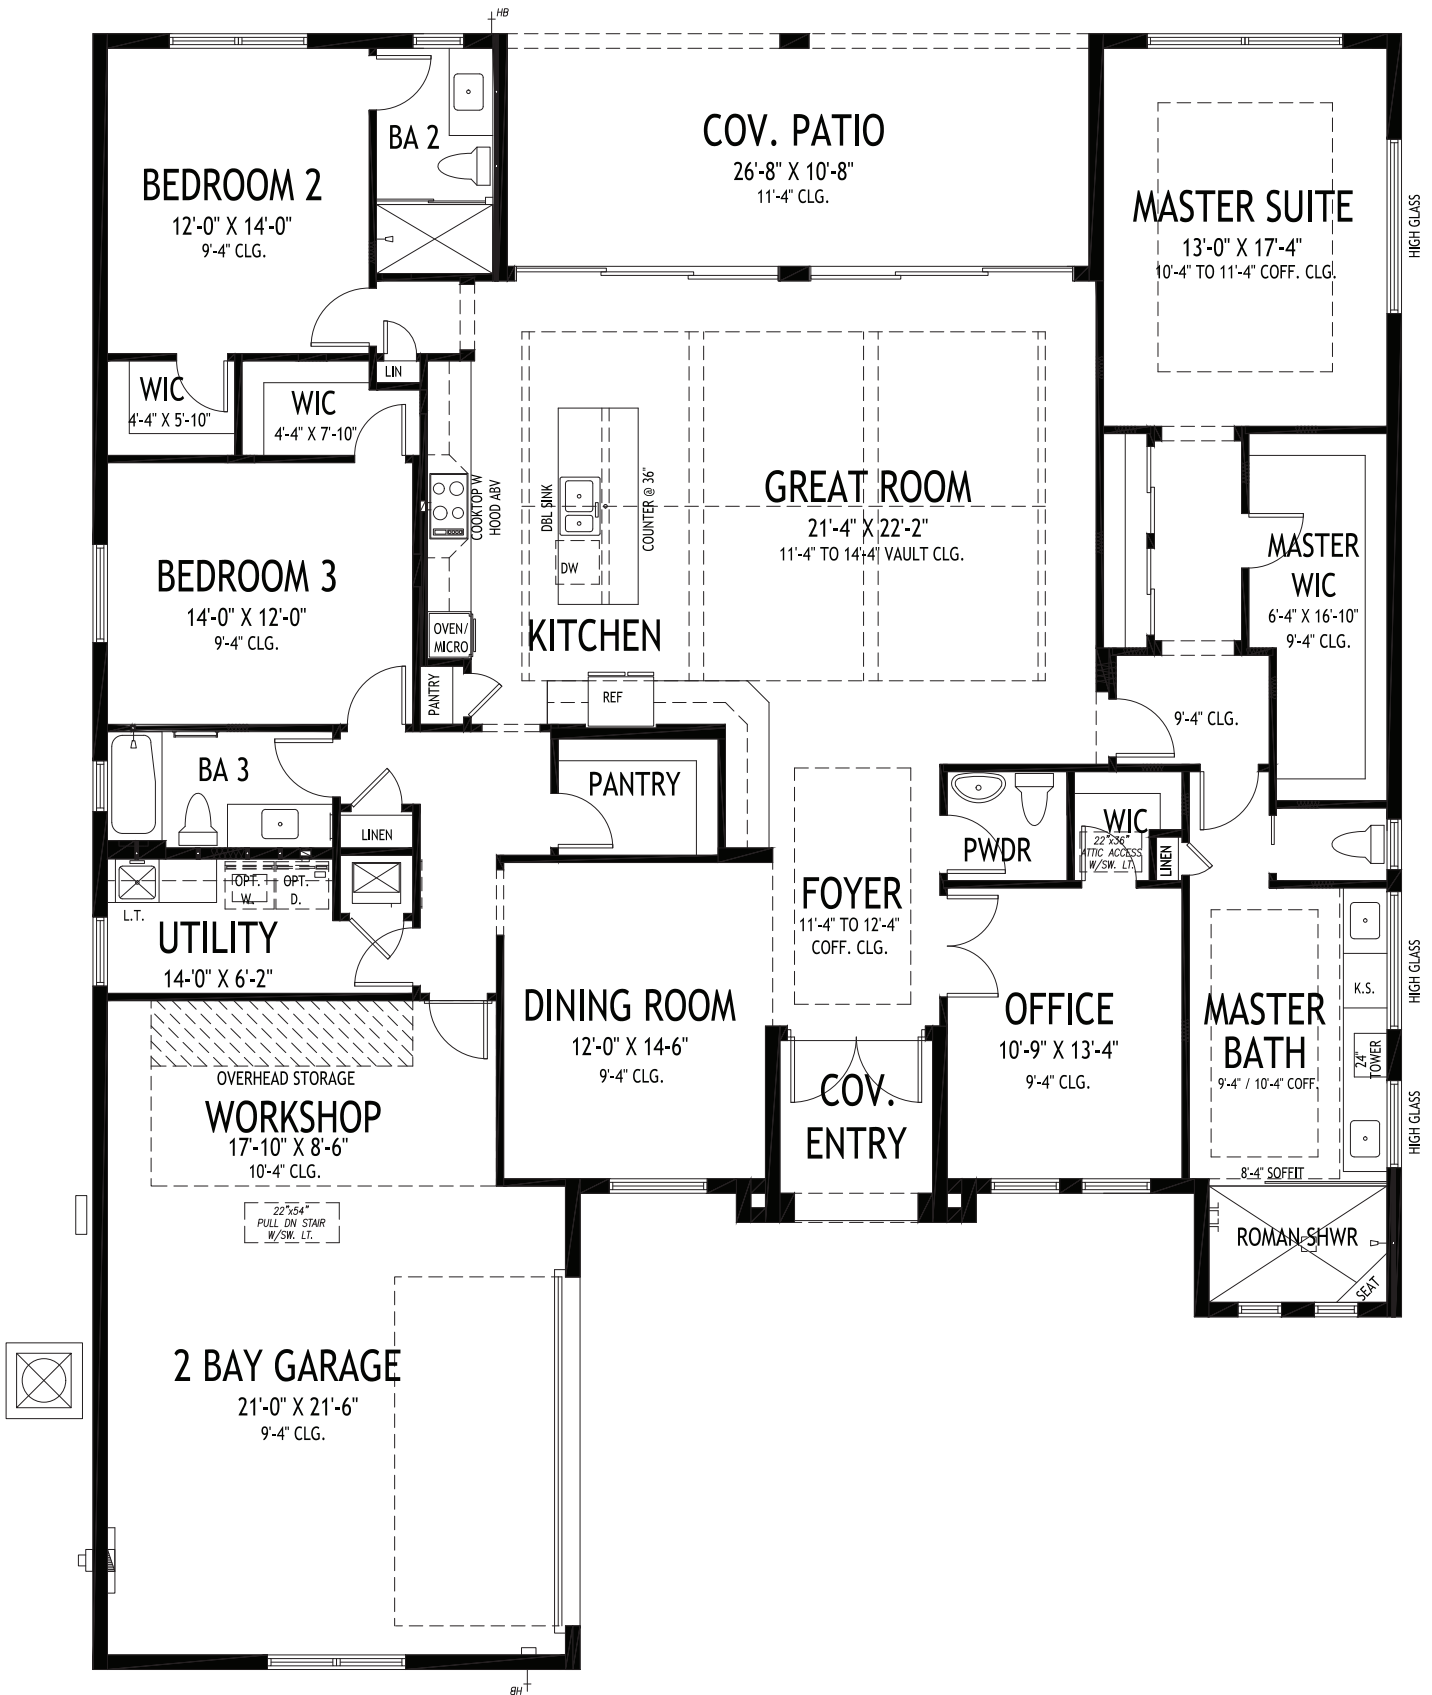 HB
BEDROOM 2
12'-0" X 14'-0"
9'-4" CLG.
BA 2
COV. PATIO
26'-8" X 10'-8"
11'-4" CLG.
MASTER SUITE
13'-0" X 17'-4"
10'-4" TO 11'-4" COFF. CLG.
HIGH GLASS
WIC
4'-4" X 5'-10"
WIC
4'-4" X 7'-10"
LIN
COOKTOP W
HOOD ABV
DBL SINK
COUNTER @ 36"
DW
GREAT ROOM
21'-4" X 22'-2"
11'-4" TO 14'-4" VAULT CLG.
MASTER
WIC
6'-4" X 16'-10"
9'-4" CLG.
BEDROOM 3
14'-0" X 12'-0"
9'-4" CLG.
OVEN/
MICRO
KITCHEN
PANTRY
REF
9'-4" CLG.
BA 3
LINEN
PANTRY
PWDR
WIC
22"x36"
ATTIC ACCESS
W/SW. LT.
LINEN
OPT.
W.
OPT.
D.
L.T.
UTILITY
14'-0" X 6'-2"
FOYER
11'-4" TO 12'-4"
COFF. CLG.
HIGH GLASS
K.S.
DINING ROOM
12'-0" X 14-6"
9'-4" CLG.
OFFICE
10'-9" X 13'-4"
9'-4" CLG.
MASTER
BATH
9'-4" / 10'-4" COFF.
24"
TOWER
HIGH GLASS
8'-4" SOFFIT
OVERHEAD STORAGE
WORKSHOP
17'-10" X 8'-6"
10'-4" CLG.
COV.
ENTRY
22"x54"
PULL DN STAIR
W/SW. LT.
ROMAN SHWR
SEAT
2 BAY GARAGE
21'-0" X 21'-6"
9'-4" CLG.
HB